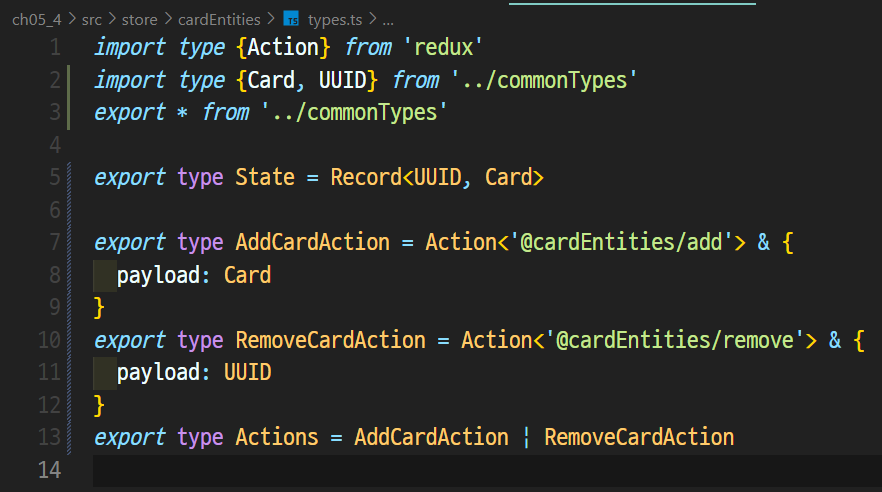 ch05_4 > src > store > cardEntities > TS types.ts > ...
1 import type {Action} from 'redux'
2 import type {Card, UUID} from '../commonTypes'
3 export * from '../commonTypes'
4
5 export type State = Record<UUID, Card>
6
7 export type AddCardAction = Action<'@cardEntities/add'> & {
8   payload: Card
9 }
10 export type RemoveCardAction = Action<'@cardEntities/remove'> & {
11   payload: UUID
12 }
13 export type Actions = AddCardAction | RemoveCardAction
14